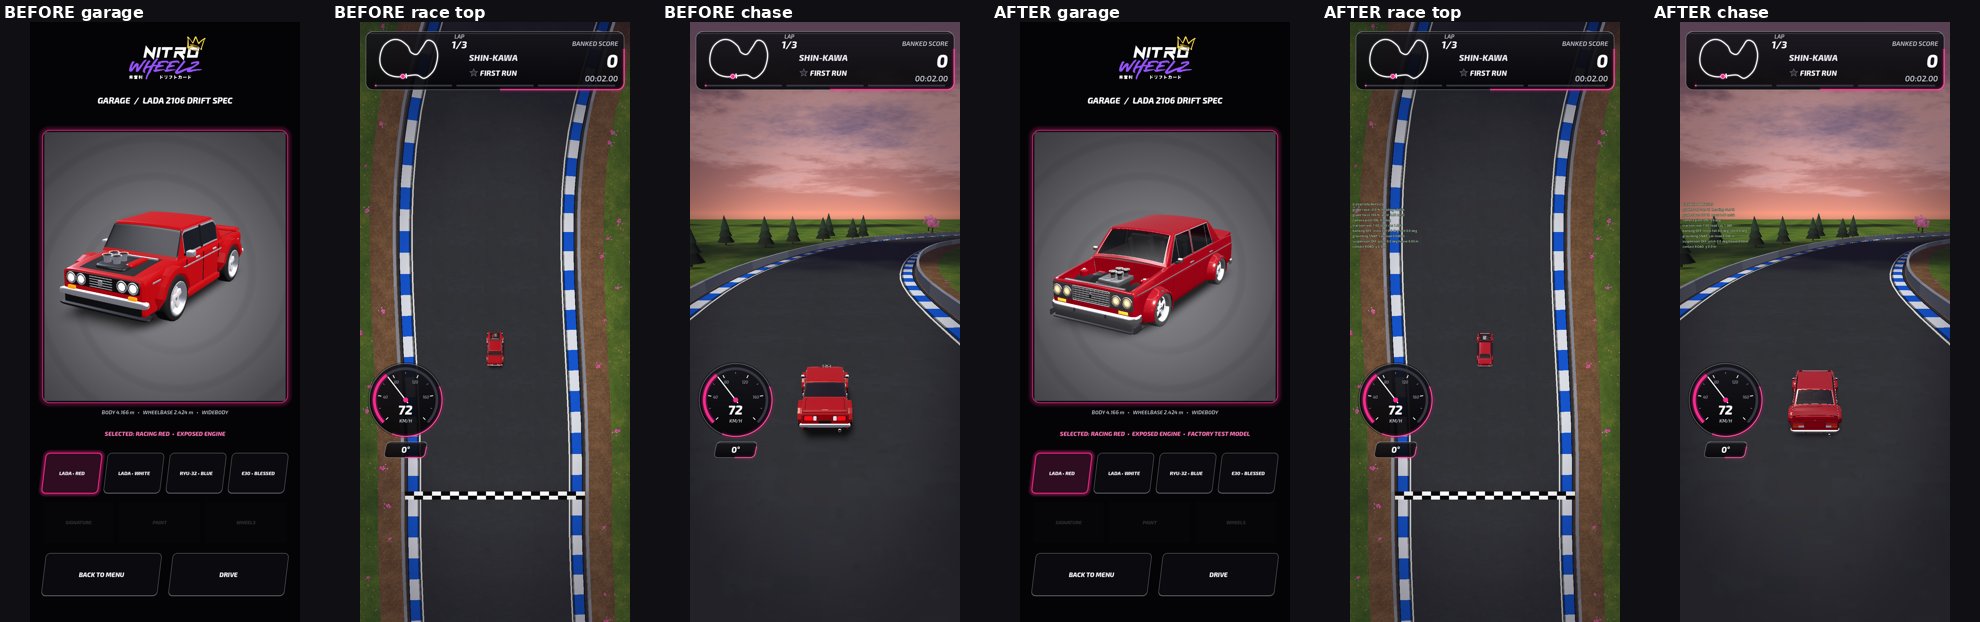 BEFORE garage
NITRO
WHEELZ
GARAGE / LADA 2106 DRIFT SPEC
BODY 4.166 m • WHEELBASE 2.424 m • WIDEBODY
SELECTED: RACING RED • EXPOSED ENGINE
LADA • RED
LADA • WHITE
RYU-32 • BLUE
E30 • BLESSED
SIGNATURE
PAINT
WHEELS
BACK TO MENU
DRIVE
BEFORE race top
LAP
1/3
SHIN-KAWA
☆ FIRST RUN
BANKED SCORE
0
00:02.00
72
KM/H
0°
BEFORE chase
LAP
1/3
SHIN-KAWA
☆ FIRST RUN
BANKED SCORE
0
00:02.00
72
KM/H
0°
AFTER garage
NITRO
WHEELZ
GARAGE / LADA 2106 DRIFT SPEC
BODY 4.166 m • WHEELBASE 2.424 m • WIDEBODY
SELECTED: RACING RED • EXPOSED ENGINE • FACTORY TEST MODEL
LADA • RED
LADA • WHITE
RYU-32 • BLUE
E30 • BLESSED
SIGNATURE
PAINT
WHEELS
BACK TO MENU
DRIVE
AFTER race top
LAP
1/3
SHIN-KAWA
☆ FIRST RUN
BANKED SCORE
0
00:02.00
72
KM/H
0°
AFTER chase
LAP
1/3
SHIN-KAWA
☆ FIRST RUN
BANKED SCORE
0
00:02.00
72
KM/H
0°